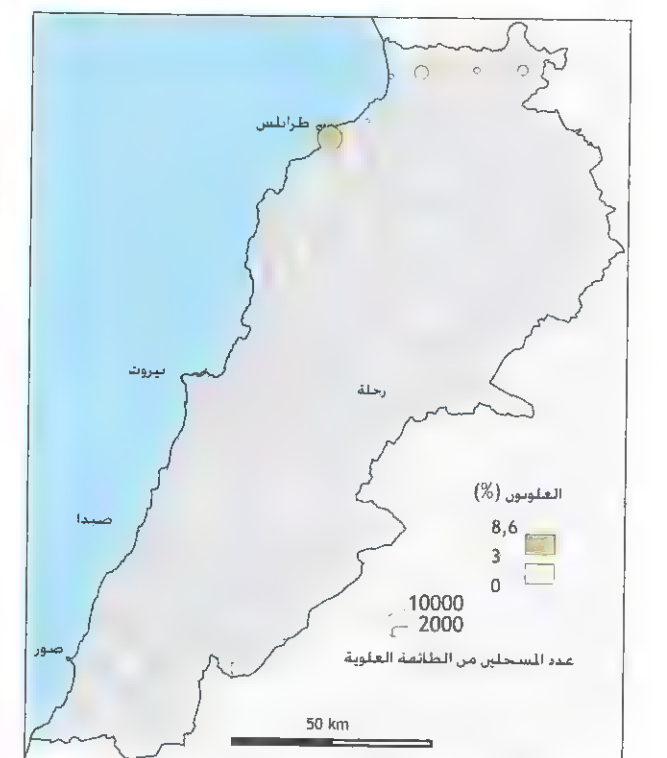 طرابلس
بيروت
زحلة
صيدا
صور
العلويون (%)
8,6
3
0
10000
2000
عدد المسجلين من الطائفة العلوية
50 km